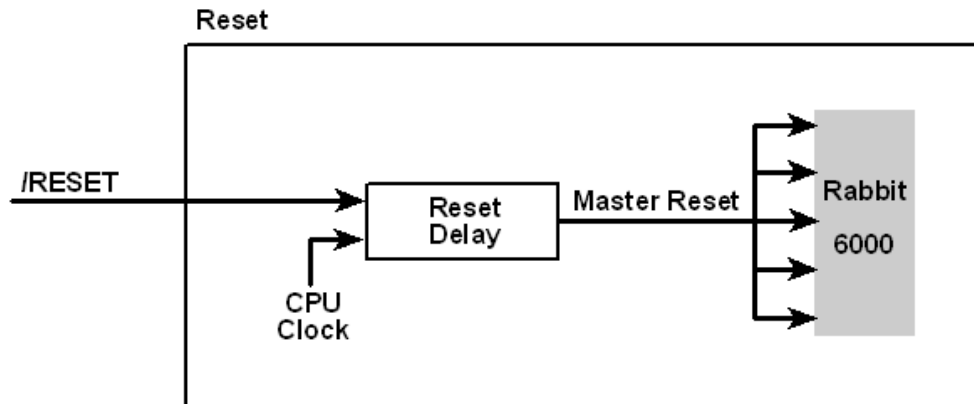 Reset
/RESET
Reset
Delay
CPU
Clock
Master Reset
Rabbit
6000